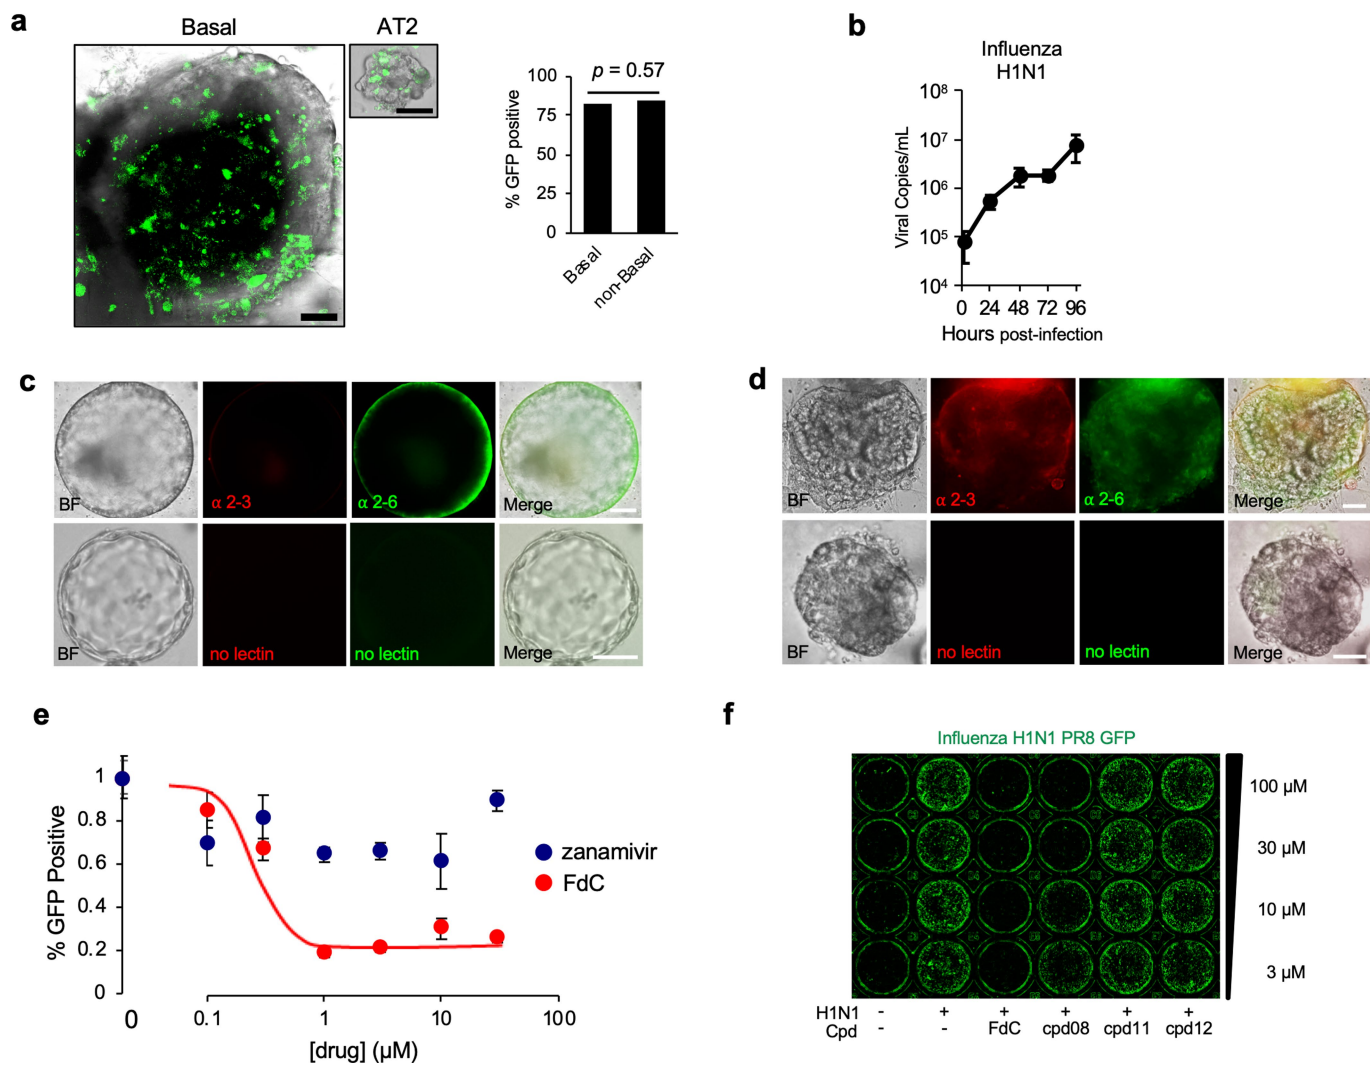 a
Basal
AT2
% GFP positive
100
75
50
25
0
p = 0.57
Basal
non-Basal
b
Influenza
H1N1
Viral Copies/mL
10⁸
10⁷
10⁶
10⁵
10⁴
0 24 48 72 96
Hours post-infection
c
BF
α 2-3
α 2-6
Merge
BF
no lectin
no lectin
Merge
d
BF
α 2-3
α 2-6
Merge
BF
no lectin
no lectin
Merge
e
% GFP Positive
1
0.8
0.6
0.4
0.2
0
0 0.1 1 10 100
[drug] (µM)
zanamivir
FdC
f
Influenza H1N1 PR8 GFP
100 µM
30 µM
10 µM
3 µM
H1N1 - + + + + +
Cpd - - FdC cpd08 cpd11 cpd12